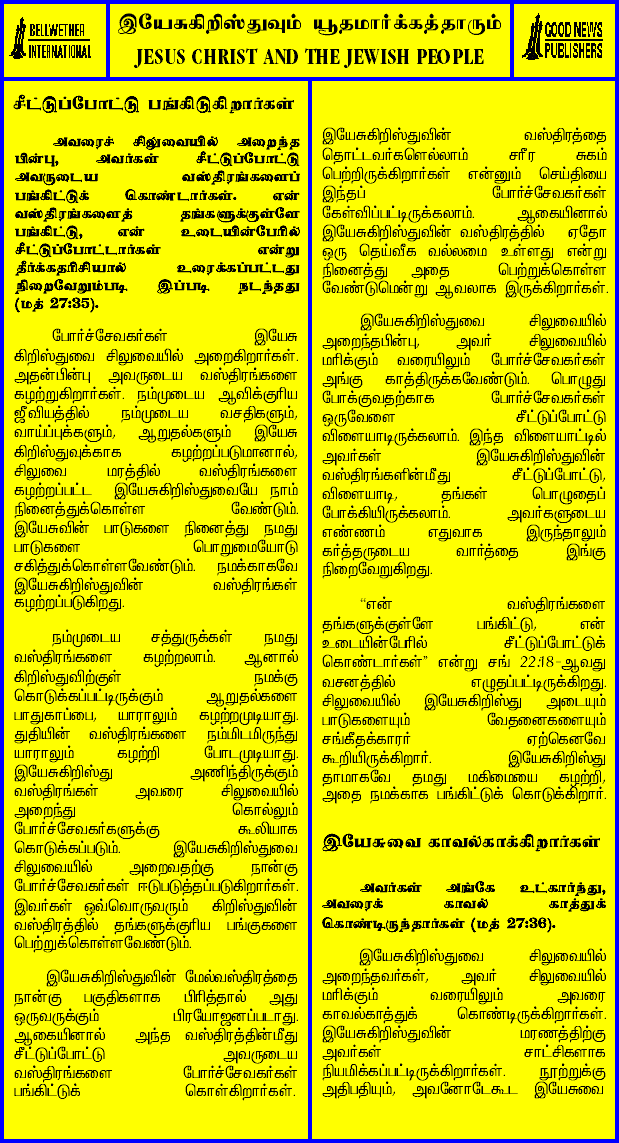 BELLWETHER
INTERNATIONAL
இயேசுகிறிஸ்துவும் யூதமார்க்கத்தாரும்
JESUS CHRIST AND THE JEWISH PEOPLE
GOOD NEWS
PUBLISHERS
சீட்டுப்போட்டு பங்கிடுகிறார்கள்
அவரைச் சிலுவையில் அறைந்த
பின்பு, அவர்கள் சீட்டுப்போட்டு
அவருடைய வஸ்திரங்களைப்
பங்கிட்டுக் கொண்டார்கள். என்
வஸ்திரங்களைத் தங்களுக்குள்ளே
பங்கிட்டு, என் உடையின்பேரில்
சீட்டுப்போட்டார்கள் என்று
தீர்க்கதரிசியால் உரைக்கப்பட்டது
நிறைவேறும்படி இப்படி நடந்தது
(மத் 27:35).
போர்ச்சேவகர்கள் இயேசு
கிறிஸ்துவை சிலுவையில் அறைகிறார்கள்.
அதன்பின்பு அவருடைய வஸ்திரங்களை
கழற்றுகிறார்கள். நம்முடைய ஆவிக்குரிய
ஜீவியத்தில் நம்முடைய வசதிகளும்,
வாய்ப்புக்களும், ஆறுதல்களும் இயேசு
கிறிஸ்துவுக்காக கழற்றப்படுமானால்,
சிலுவை மரத்தில் வஸ்திரங்களை
கழற்றப்பட்ட இயேசுகிறிஸ்துவையே நாம்
நினைத்துக்கொள்ள வேண்டும்.
இயேசுவின் பாடுகளை நினைத்து நமது
பாடுகளை பொறுமையோடு
சகித்துக்கொள்ளவேண்டும். நமக்காகவே
இயேசுகிறிஸ்துவின் வஸ்திரங்கள்
கழற்றப்படுகிறது.
நம்முடைய சத்துருக்கள் நமது
வஸ்திரங்களை கழற்றலாம். ஆனால்
கிறிஸ்துவிற்குள் நமக்கு
கொடுக்கப்பட்டிருக்கும் ஆறுதல்களை
பாதுகாப்பை, யாராலும் கழற்றமுடியாது.
துதியின் வஸ்திரங்களை நம்மிடமிருந்து
யாராலும் கழற்றி போடமுடியாது.
இயேசுகிறிஸ்து அணிந்திருக்கும்
வஸ்திரங்கள் அவரை சிலுவையில்
அறைந்து கொல்லும்
போர்ச்சேவகர்களுக்கு கூலியாக
கொடுக்கப்படும். இயேசுகிறிஸ்துவை
சிலுவையில் அறைவதற்கு நான்கு
போர்ச்சேவகர்கள் ஈடுபடுத்தப்படுகிறார்கள்.
இவர்கள் ஒவ்வொருவரும் கிறிஸ்துவின்
வஸ்திரத்தில் தங்களுக்குரிய பங்குகளை
பெற்றுக்கொள்ளவேண்டும்.
இயேசுகிறிஸ்துவின் மேல்வஸ்திரத்தை
நான்கு பகுதிகளாக பிரித்தால் அது
ஒருவருக்கும் பிரயோஜனப்படாது.
ஆகையினால் அந்த வஸ்திரத்தின்மீது
சீட்டுப்போட்டு அவருடைய
வஸ்திரங்களை போர்ச்சேவகர்கள்
பங்கிட்டுக் கொள்கிறார்கள்.
இயேசுகிறிஸ்துவின் வஸ்திரத்தை
தொட்டவர்களெல்லாம் சரீர சுகம்
பெற்றிருக்கிறார்கள் என்னும் செய்தியை
இந்தப் போர்ச்சேவகர்கள்
கேள்விப்பட்டிருக்கலாம். ஆகையினால்
இயேசுகிறிஸ்துவின் வஸ்திரத்தில் ஏதோ
ஒரு தெய்வீக வல்லமை உள்ளது என்று
நினைத்து அதை பெற்றுக்கொள்ள
வேண்டுமென்று ஆவலாக இருக்கிறார்கள்.
இயேசுகிறிஸ்துவை சிலுவையில்
அறைந்தபின்பு, அவர் சிலுவையில்
மரிக்கும் வரையிலும் போர்ச்சேவகர்கள்
அங்கு காத்திருக்கவேண்டும். பொழுது
போக்குவதற்காக போர்ச்சேவகர்கள்
ஒருவேளை சீட்டுப்போட்டு
விளையாடிருக்கலாம். இந்த விளையாட்டில்
அவர்கள் இயேசுகிறிஸ்துவின்
வஸ்திரங்களின்மீது சீட்டுப்போட்டு,
விளையாடி, தங்கள் பொழுதைப்
போக்கியிருக்கலாம். அவர்களுடைய
எண்ணம் எதுவாக இருந்தாலும்
கர்த்தருடைய வார்த்தை இங்கு
நிறைவேறுகிறது.
“என் வஸ்திரங்களை
தங்களுக்குள்ளே பங்கிட்டு, என்
உடையின்பேரில் சீட்டுப்போட்டுக்
கொண்டார்கள்” என்று சங் 22:18-ஆவது
வசனத்தில் எழுதப்பட்டிருக்கிறது.
சிலுவையில் இயேசுகிறிஸ்து அடையும்
பாடுகளையும் வேதனைகளையும்
சங்கீதக்காரர் ஏற்கெனவே
கூறியிருக்கிறார். இயேசுகிறிஸ்து
தாமாகவே தமது மகிமையை கழற்றி,
அதை நமக்காக பங்கிட்டுக் கொடுக்கிறார்.
இயேசுவை காவல்காக்கிறார்கள்
அவர்கள் அங்கே உட்கார்ந்து,
அவரைக் காவல் காத்துக்
கொண்டிருந்தார்கள் (மத் 27:36).
இயேசுகிறிஸ்துவை சிலுவையில்
அறைந்தவர்கள், அவர் சிலுவையில்
மரிக்கும் வரையிலும் அவரை
காவல்காத்துக் கொண்டிருக்கிறார்கள்.
இயேசுகிறிஸ்துவின் மரணத்திற்கு
அவர்கள் சாட்சிகளாக
நியமிக்கப்பட்டிருக்கிறார்கள். நூற்றுக்கு
அதிபதியும், அவனோடேகூட இயேசுவை